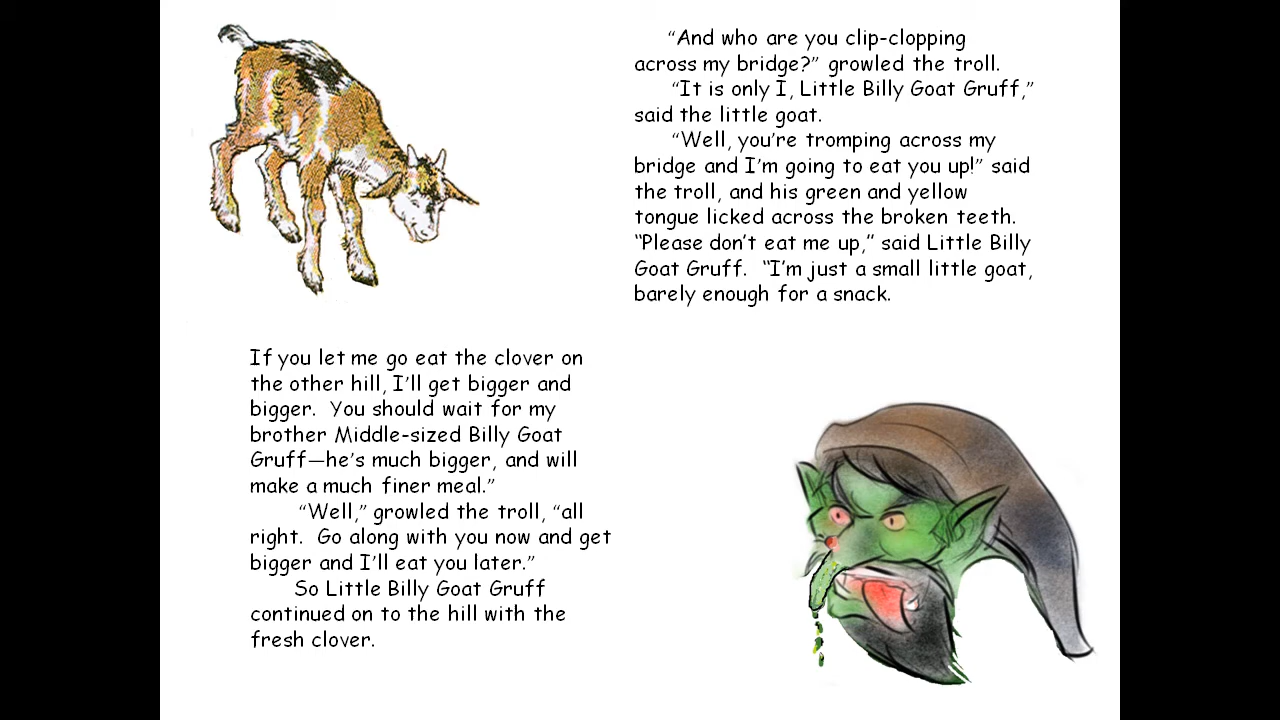 “And who are you clip-clopping
across my bridge?” growled the troll.
“It is only I, Little Billy Goat Gruff,”
said the little goat.
“Well, you’re tromping across my
bridge and I’m going to eat you up!” said
the troll, and his green and yellow
tongue licked across the broken teeth.
“Please don’t eat me up,” said Little Billy
Goat Gruff.  “I’m just a small little goat,
barely enough for a snack.
If you let me go eat the clover on
the other hill, I’ll get bigger and
bigger.  You should wait for my
brother Middle-sized Billy Goat
Gruff—he’s much bigger, and will
make a much finer meal.”
“Well,” growled the troll, “all
right.  Go along with you now and get
bigger and I’ll eat you later.”
So Little Billy Goat Gruff
continued on to the hill with the
fresh clover.